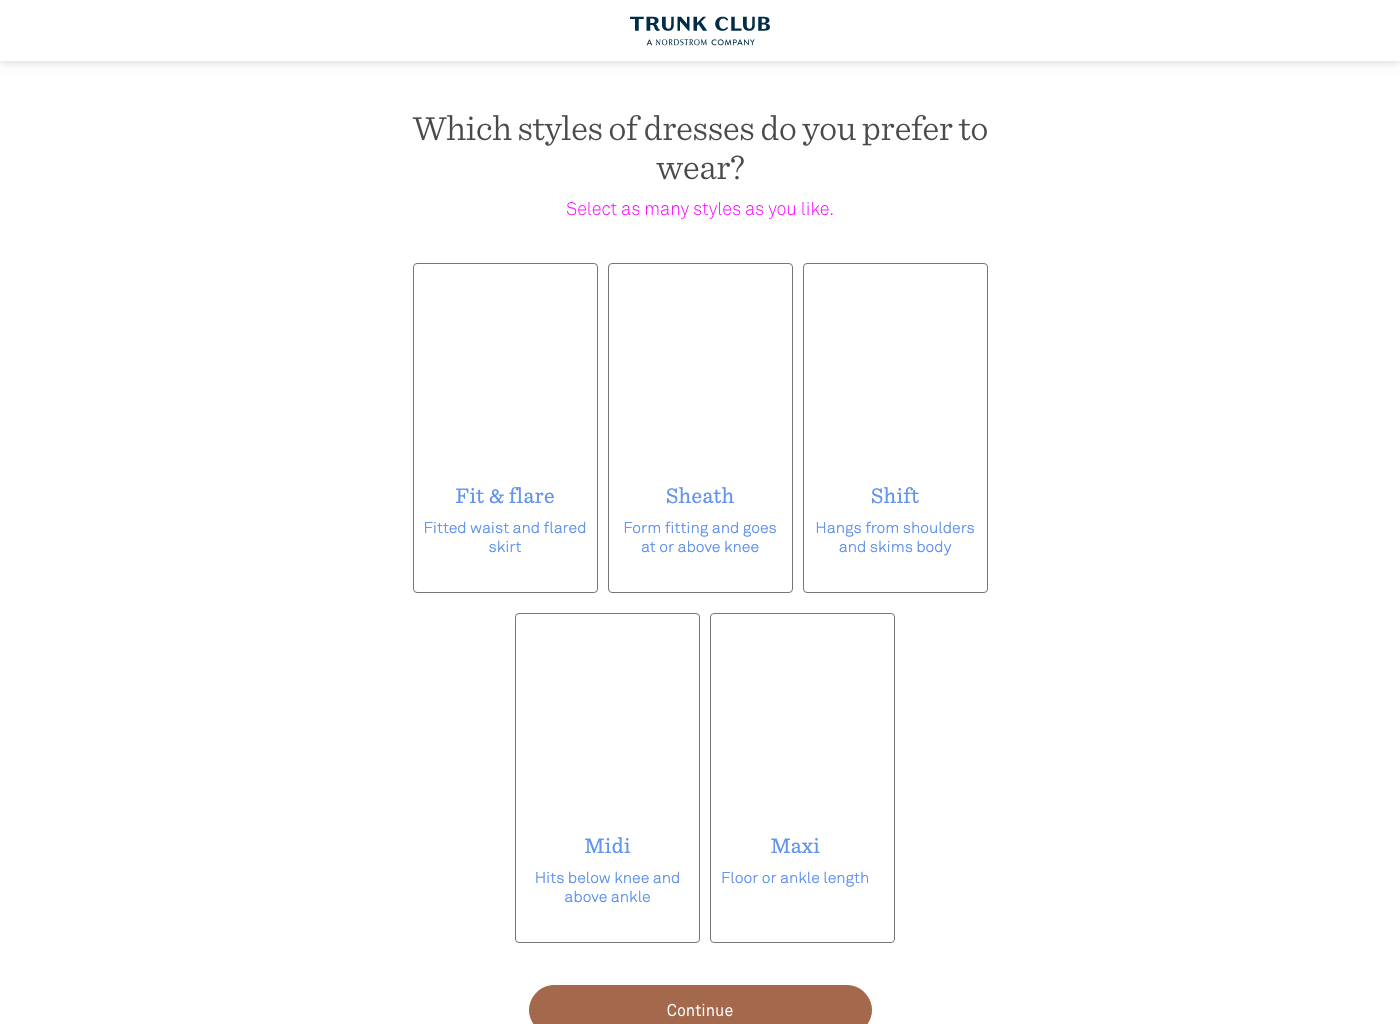 TRUNK CLUB
A NORDSTROM COMPANY
Which styles of dresses do you prefer to
wear?
Select as many styles as you like.
Fit & flare
Fitted waist and flared
skirt
Sheath
Form fitting and goes
at or above knee
Shift
Hangs from shoulders
and skims body
Midi
Hits below knee and
above ankle
Maxi
Floor or ankle length
Continue